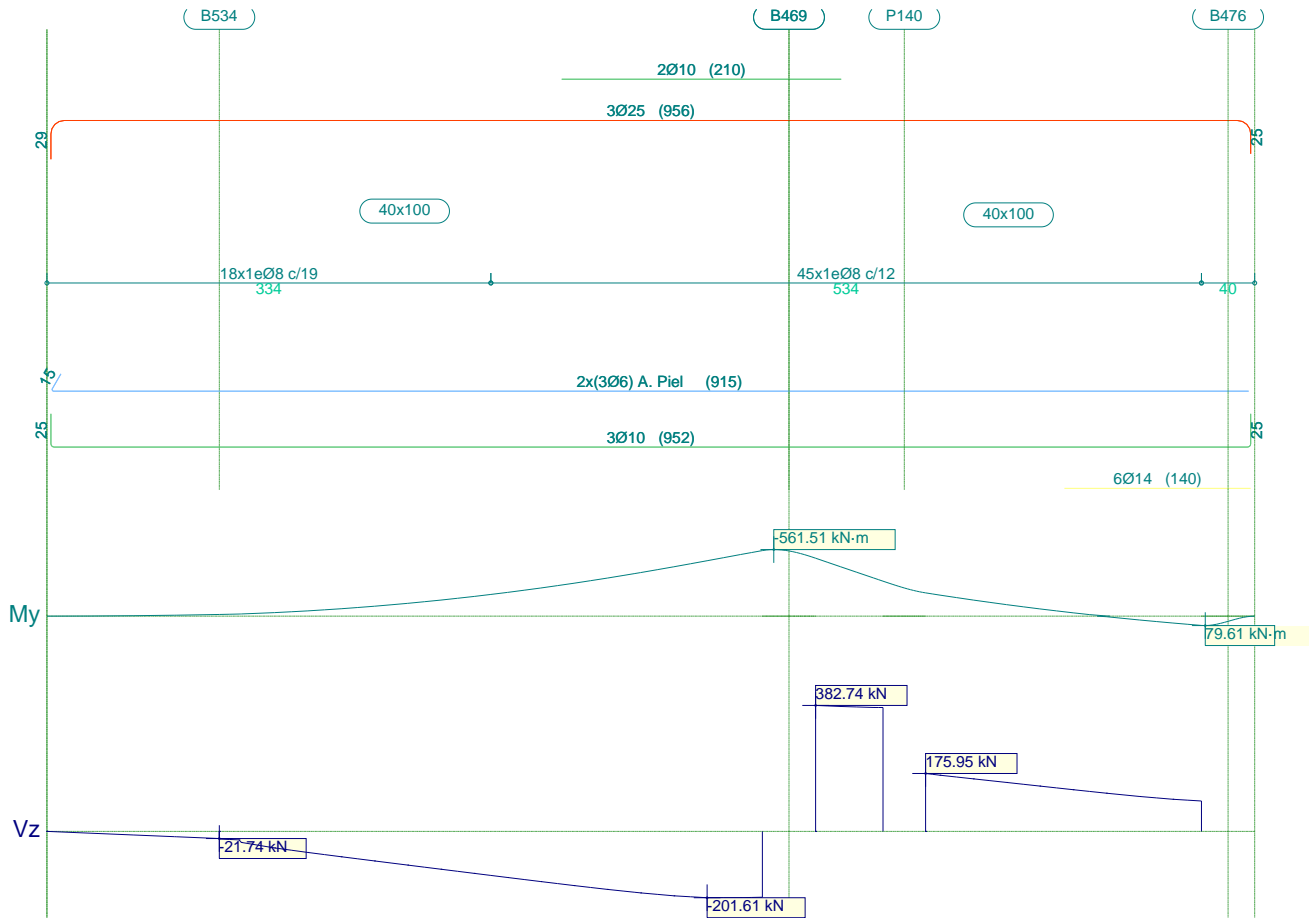 B534
B469
P140
B476
2Ø10 (210)
3Ø25 (956)
29
25
40x100
40x100
18x1eØ8 c/19
45x1eØ8 c/12
334
534
40
15
2x(3Ø6) A. Piel (915)
25
3Ø10 (952)
25
6Ø14 (140)
-561.51 kN·m
My
79.61 kN·m
382.74 kN
175.95 kN
Vz
-21.74 kN
-201.61 kN